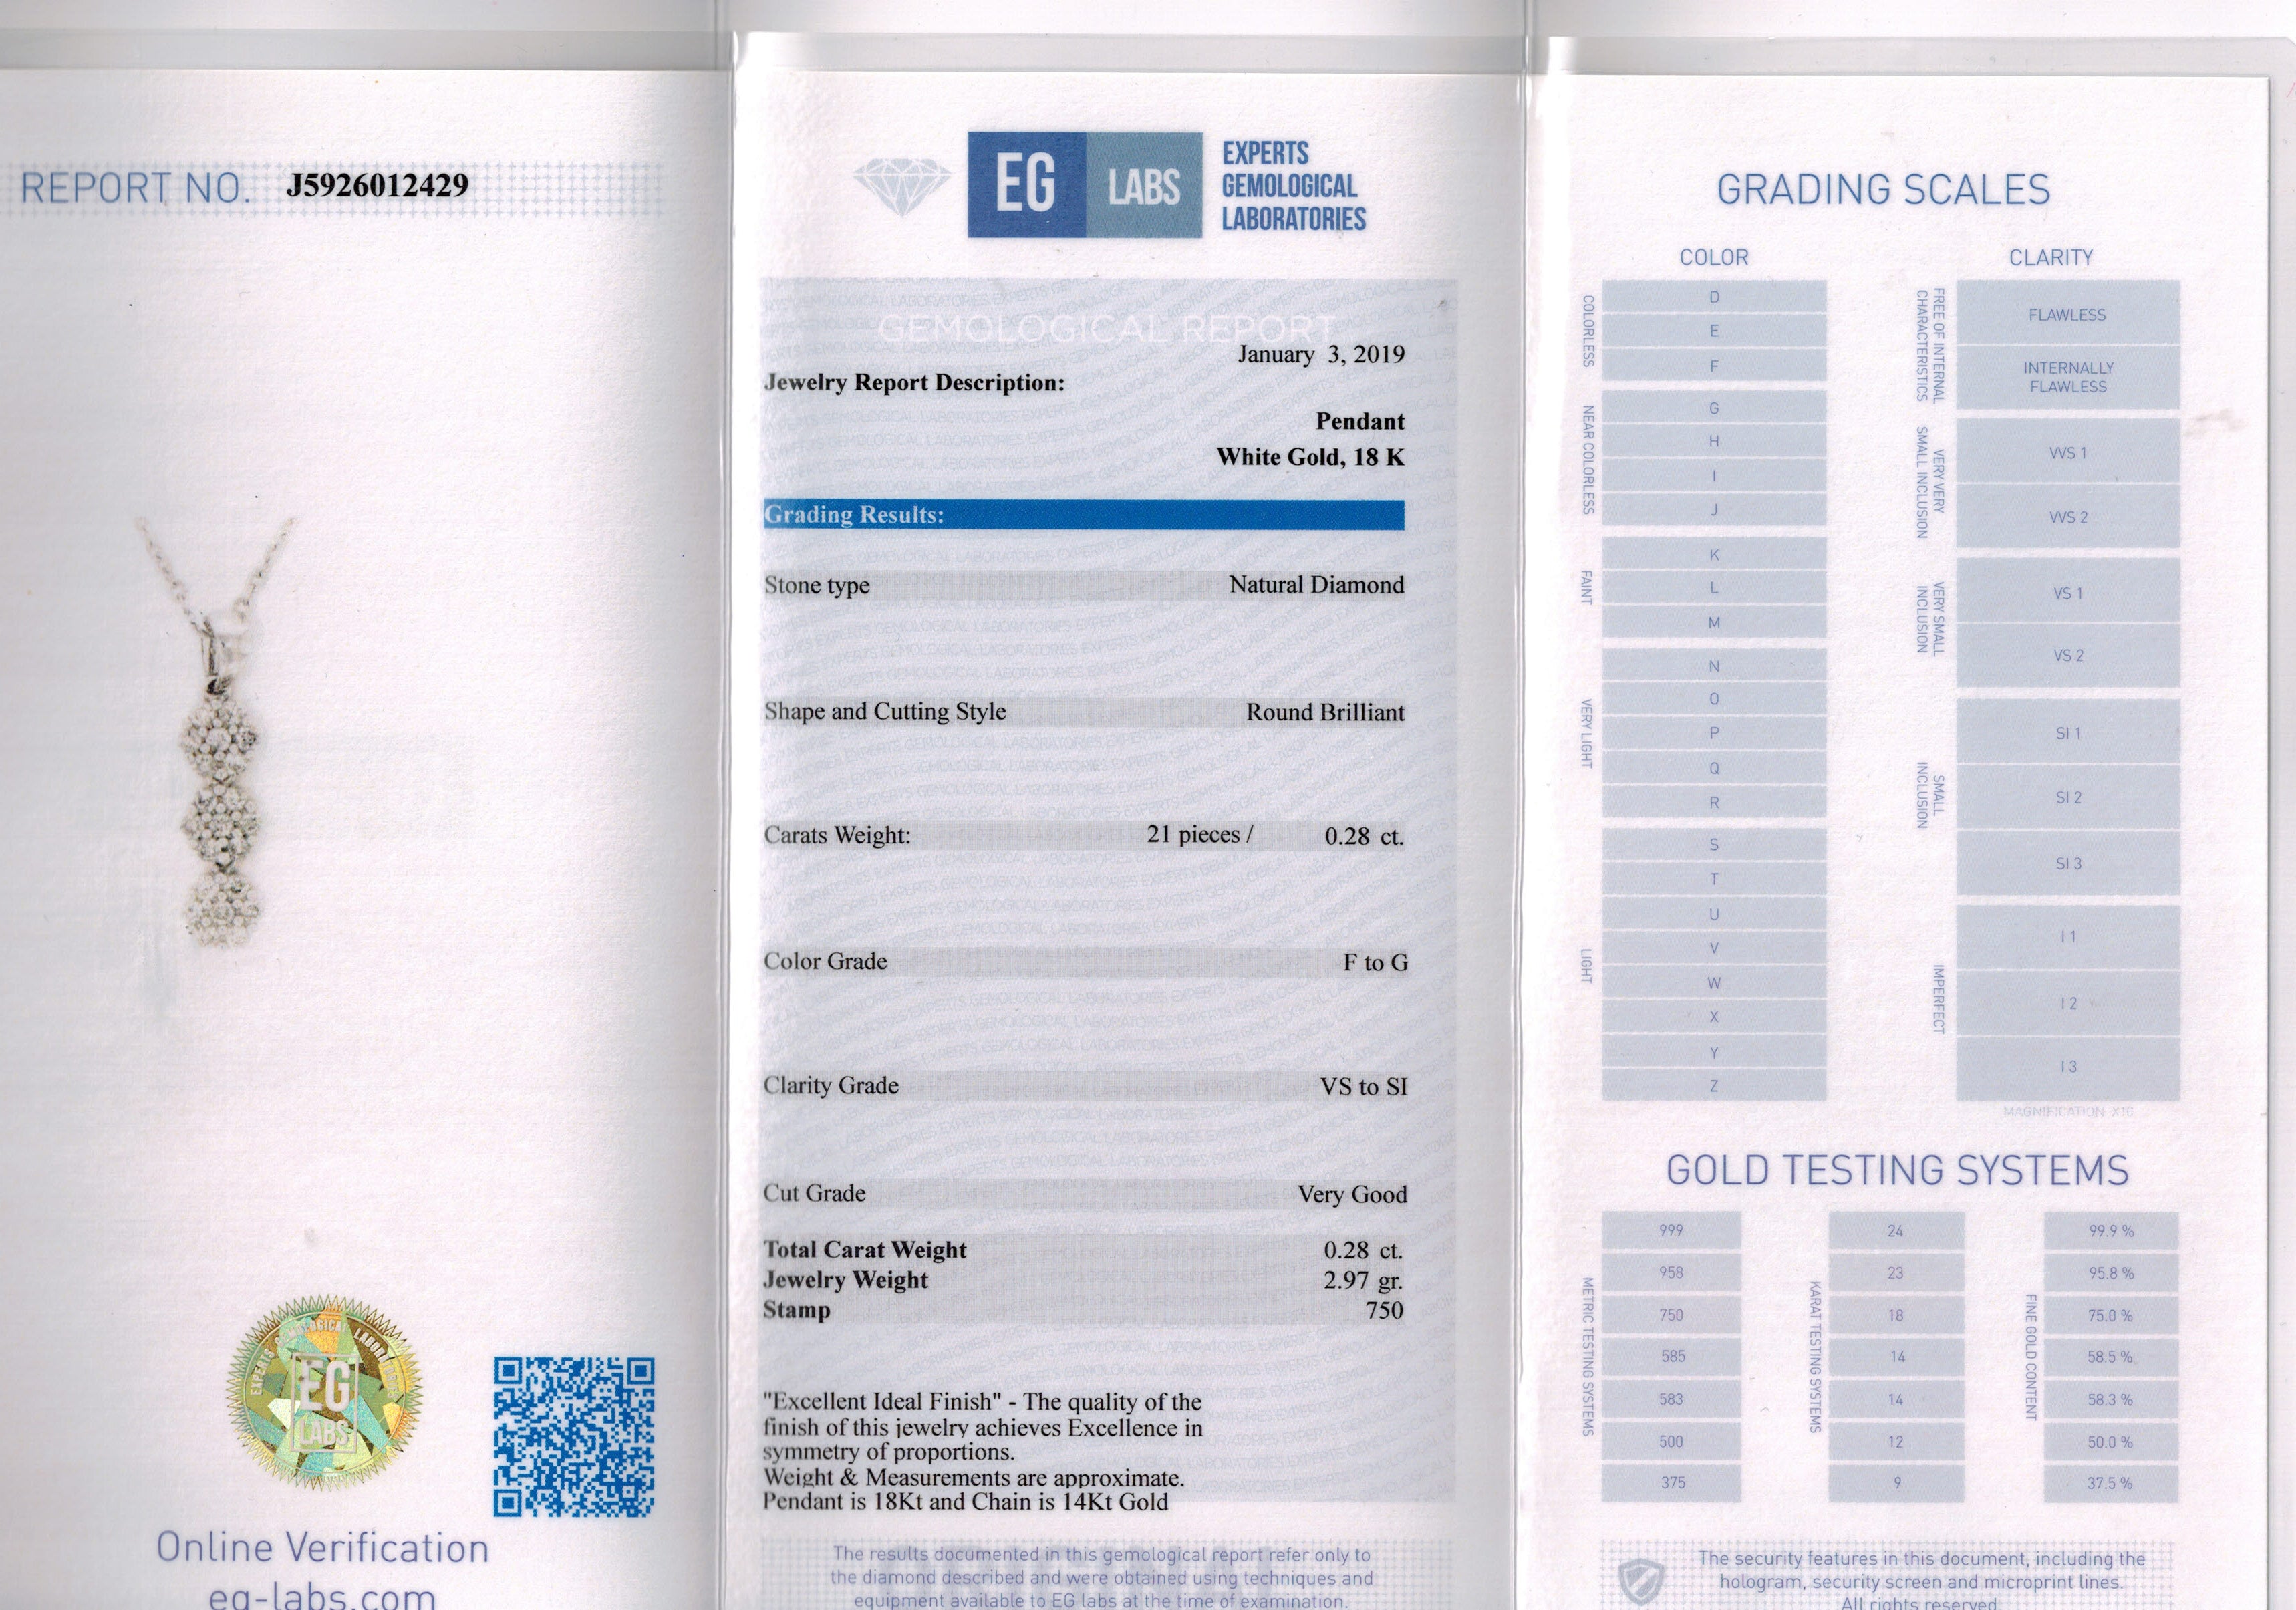 REPORT NO. J5926012429
EXPERTS GEMOLOGICAL LABORATORIES
EG
LABS
Online Verification
eg-labs.com
EG LABS
EXPERTS
GEMOLOGICAL
LABORATORIES
GEMOLOGICAL REPORT
January 3, 2019
Jewelry Report Description:
Pendant
White Gold, 18 K
Grading Results:
Stone type Natural Diamond
Shape and Cutting Style Round Brilliant
Carats Weight: 21 pieces / 0.28 ct.
Color Grade F to G
Clarity Grade VS to SI
Cut Grade Very Good
Total Carat Weight 0.28 ct.
Jewelry Weight 2.97 gr.
Stamp 750
"Excellent Ideal Finish" - The quality of the
finish of this jewelry achieves Excellence in
symmetry of proportions.
Weight & Measurements are approximate.
Pendant is 18Kt and Chain is 14Kt Gold
The results documented in this gemological report refer only to
the diamond described and were obtained using techniques and
equipment available to EG labs at the time of examination.
GRADING SCALES
COLOR
COLORLESS
D
E
F
NEAR COLORLESS
G
H
I
J
FAINT
K
L
M
VERY LIGHT
N
O
P
Q
R
LIGHT
S
T
U
V
W
X
Y
Z
CLARITY
FREE OF INTERNAL
CHARACTERISTICS
FLAWLESS
INTERNALLY
FLAWLESS
VERY VERY
SMALL INCLUSION
VVS 1
VVS 2
VERY SMALL
INCLUSION
VS 1
VS 2
SMALL
INCLUSION
SI 1
SI 2
SI 3
IMPERFECT
I 1
I 2
I 3
MAGNIFICATION X10
GOLD TESTING SYSTEMS
METRIC TESTING SYSTEMS
999
958
750
585
583
500
375
KARAT TESTING SYSTEMS
24
23
18
14
14
12
9
FINE GOLD CONTENT
99.9 %
95.8 %
75.0 %
58.5 %
58.3 %
50.0 %
37.5 %
The security features in this document, including the
hologram, security screen and microprint lines.
All rights reserved